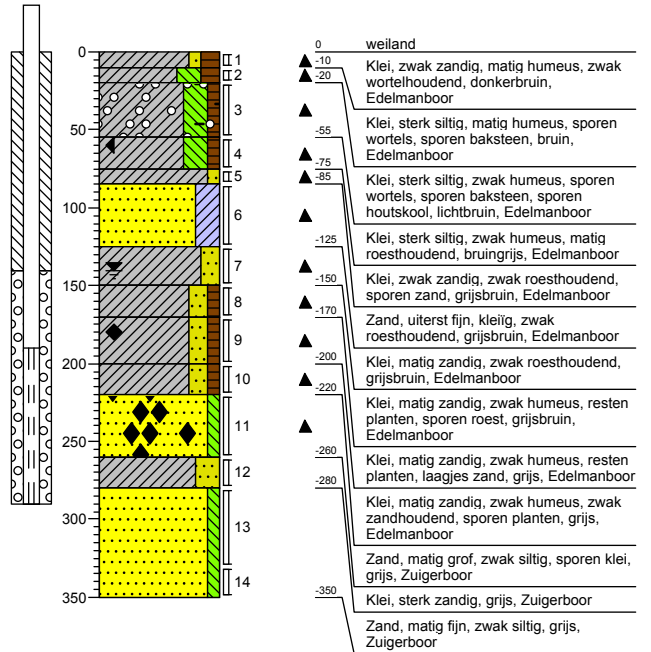 0
50
100
150
200
250
300
350
1
2
3
4
5
6
7
8
9
10
11
12
13
14
0 weiland
-10
Klei, zwak zandig, matig humeus, zwak
wortelhoudend, donkerbruin,
Edelmanboor
-20
Klei, sterk siltig, matig humeus, sporen
wortels, sporen baksteen, bruin,
Edelmanboor
-55
Klei, sterk siltig, zwak humeus, sporen
wortels, sporen baksteen, sporen
houtskool, lichtbruin, Edelmanboor
-75
Klei, sterk siltig, zwak humeus, matig
roesthoudend, bruingrijs, Edelmanboor
-85
Klei, zwak zandig, zwak roesthoudend,
sporen zand, grijsbruin, Edelmanboor
-125
Zand, uiterst fijn, kleiïg, zwak
roesthoudend, grijsbruin, Edelmanboor
-150
Klei, matig zandig, zwak roesthoudend,
grijsbruin, Edelmanboor
-170
Klei, matig zandig, zwak humeus, resten
planten, sporen roest, grijsbruin,
Edelmanboor
-200
Klei, matig zandig, zwak humeus, resten
planten, laagjes zand, grijs, Edelmanboor
-220
Klei, matig zandig, zwak humeus, zwak
zandhoudend, sporen planten, grijs,
Edelmanboor
-260
Zand, matig grof, zwak siltig, sporen klei,
grijs, Zuigerboor
-280
Klei, sterk zandig, grijs, Zuigerboor
-350
Zand, matig fijn, zwak siltig, grijs,
Zuigerboor